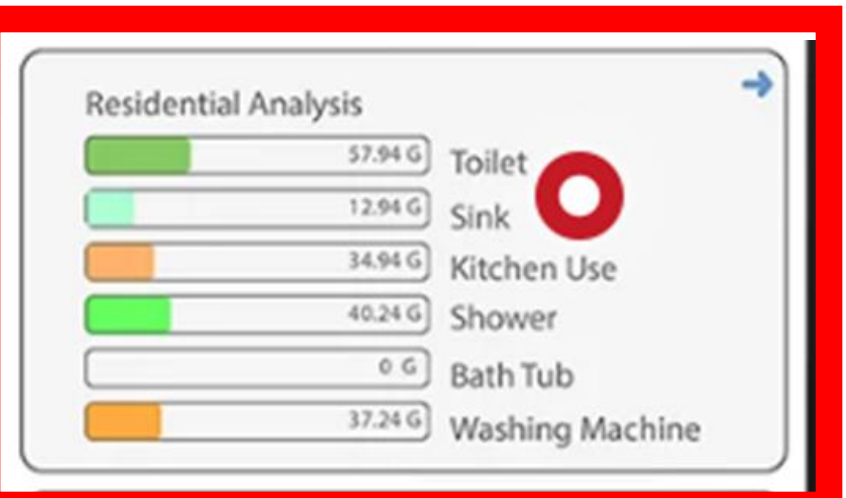 Residential Analysis
57.94 G Toilet
12.94 G Sink
34.94 G Kitchen Use
40.24 G Shower
0 G Bath Tub
37.24 G Washing Machine